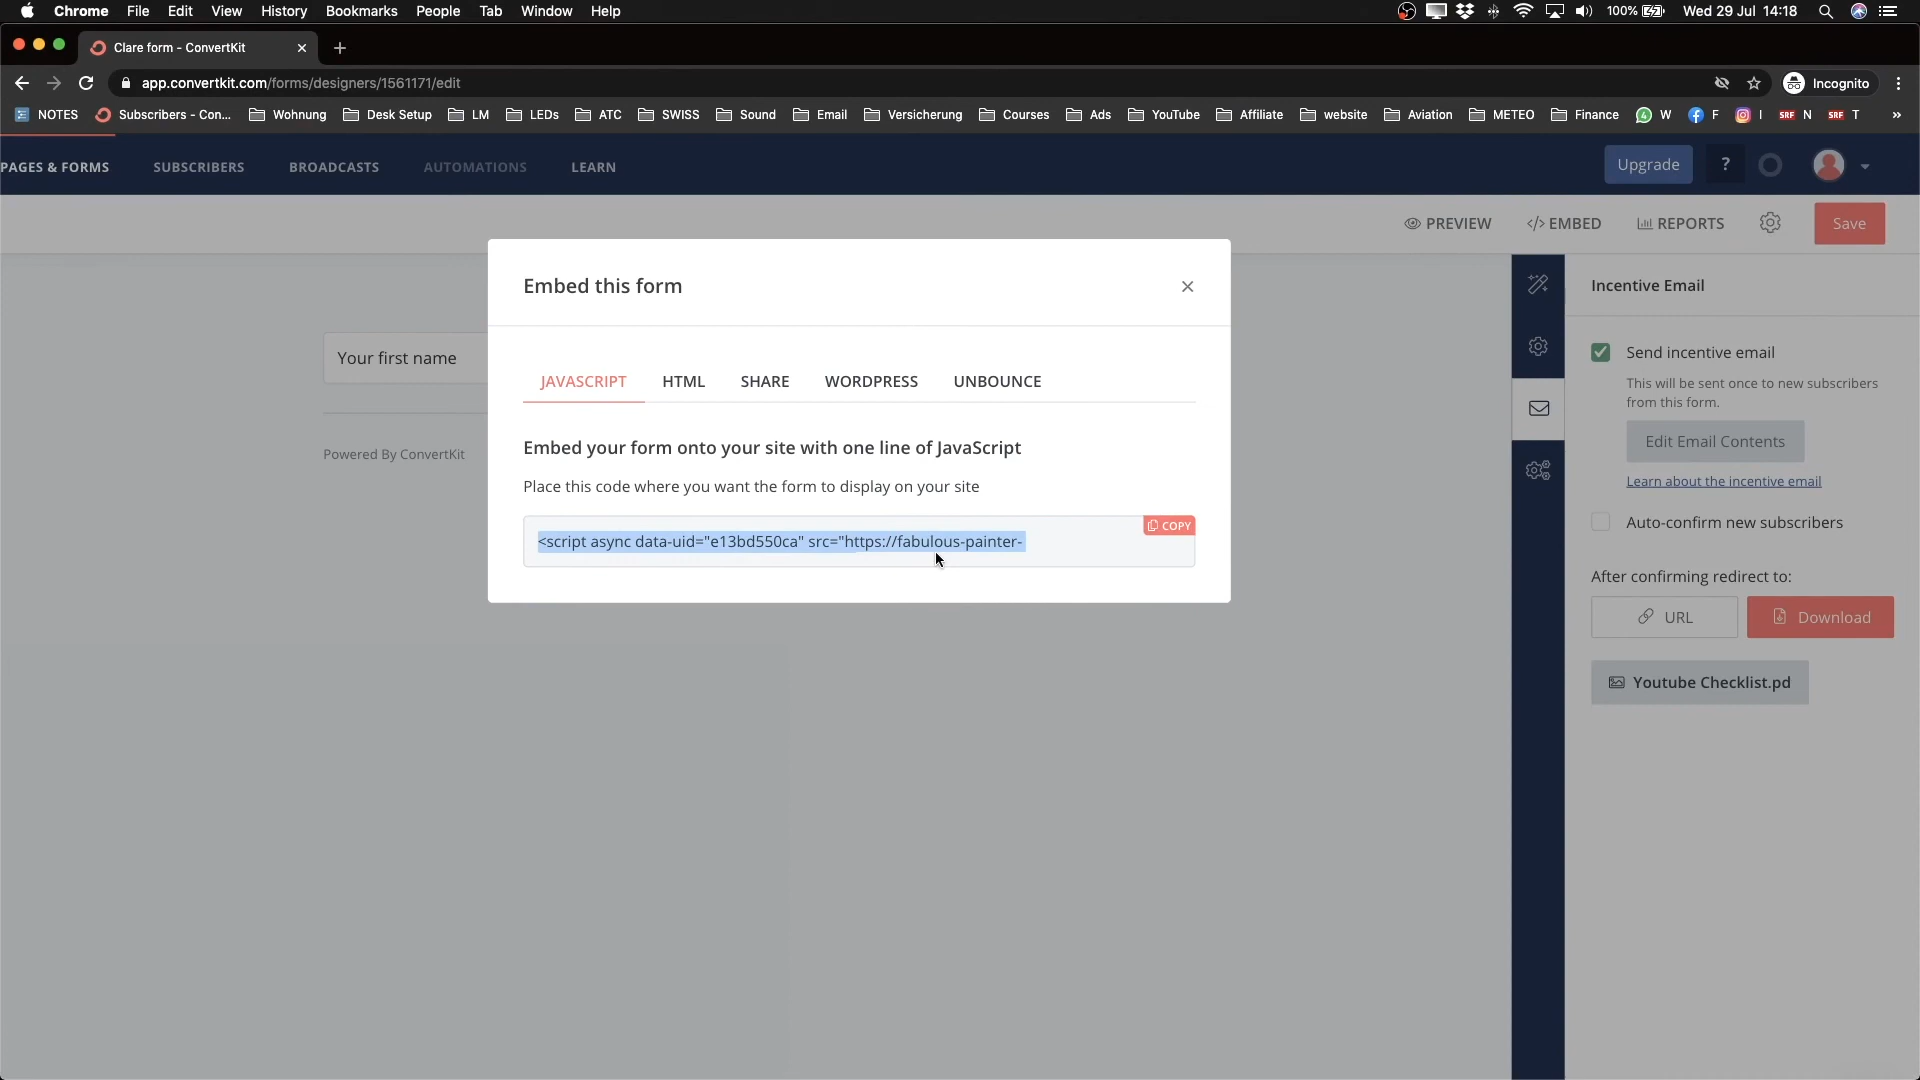 Chrome File Edit View History Bookmarks People Tab Window Help 100% Wed 29 Jul 14:18
Clare form - ConvertKit
app.convertkit.com/forms/designers/1561171/edit Incognito
NOTES Subscribers - Con... Wohnung Desk Setup LM LEDs ATC SWISS Sound Email Versicherung Courses Ads YouTube Affiliate website Aviation METEO Finance W F I SRF N SRF T »
PAGES & FORMS SUBSCRIBERS BROADCASTS AUTOMATIONS LEARN Upgrade ?
PREVIEW </> EMBED REPORTS Save
Embed this form
Incentive Email
Your first name
Send incentive email
This will be sent once to new subscribers
from this form.
JAVASCRIPT HTML SHARE WORDPRESS UNBOUNCE
Edit Email Contents
Embed your form onto your site with one line of JavaScript
Powered By ConvertKit
Learn about the incentive email
Place this code where you want the form to display on your site
COPY
Auto-confirm new subscribers
<script async data-uid="e13bd550ca" src="https://fabulous-painter-
After confirming redirect to:
URL Download
Youtube Checklist.pd